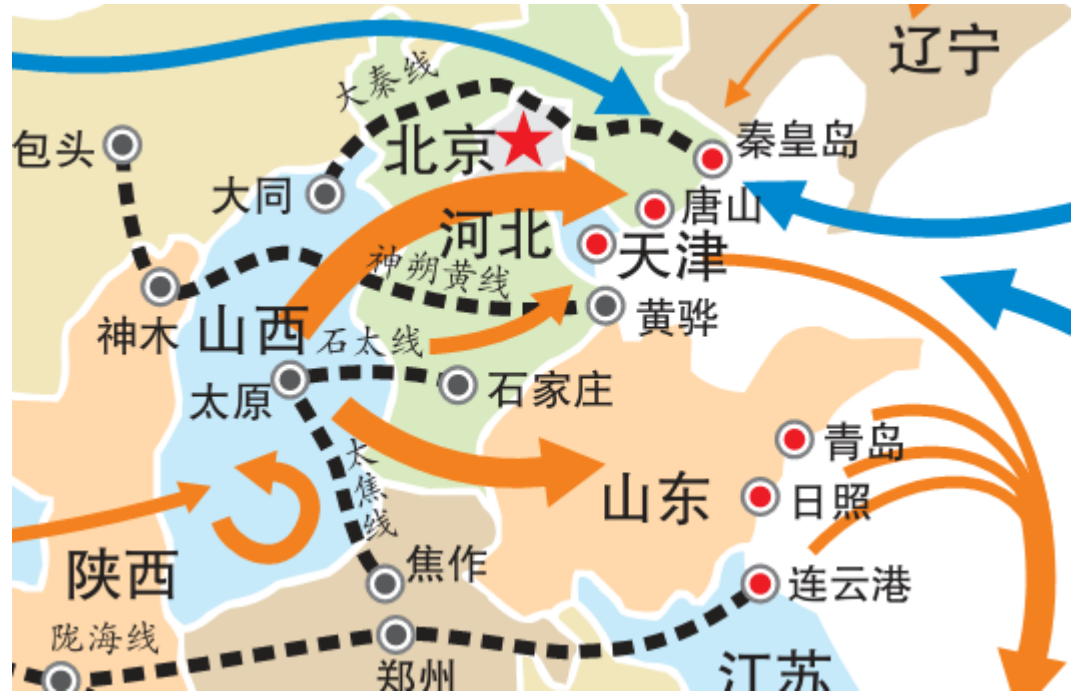 辽宁
大秦线
包头
北京
秦皇岛
大同
唐山
河北
天津
神朔黄线
黄骅
神木
山西
石太线
太原
石家庄
太焦线
青岛
山东
日照
陕西
焦作
连云港
陇海线
郑州
江苏